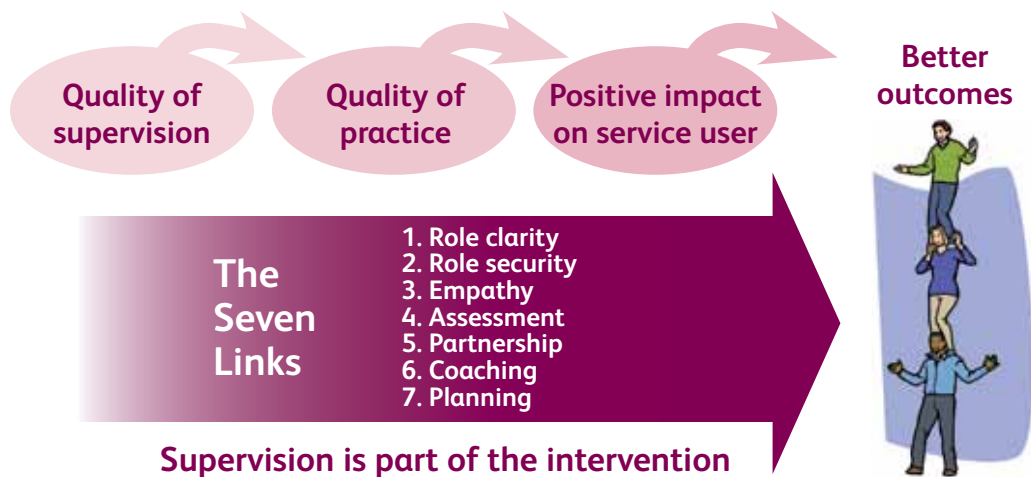 Quality of
supervision
Quality of
practice
Positive impact
on service user
Better
outcomes
The
Seven
Links
1. Role clarity
2. Role security
3. Empathy
4. Assessment
5. Partnership
6. Coaching
7. Planning
Supervision is part of the intervention